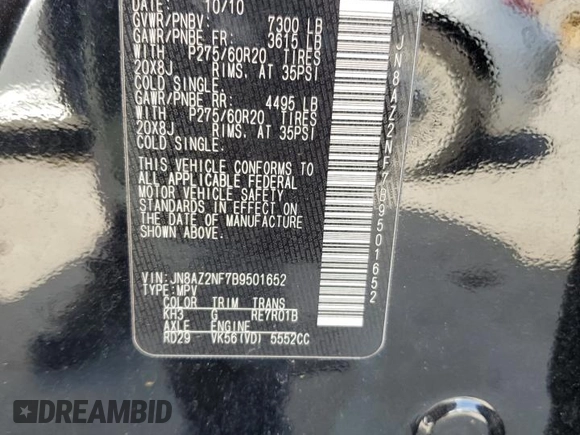 DATE: 10/10
GVWR/PNBV: 7300 LB
GAWR/PNBE FR: 3615 LB
WITH P275/60R20 TIRES
20X8J RIMS. AT 35PSI
COLD SINGLE.
GAWR/PNBE RR: 4495 LB
WITH P275/60R20 TIRES
20X8J RIMS. AT 35PSI
COLD SINGLE.
THIS VEHICLE CONFORMS TO
ALL APPLICABLE FEDERAL
MOTOR VEHICLE SAFETY
STANDARDS IN EFFECT ON
THE DATE OF MANUFACTURE
SHOWN ABOVE.
VIN: JN8AZ2NF7B9501652
TYPE: MPV
COLOR TRIM TRANS
KH3 G RE7R01B
AXLE ENGINE
RD29 VK56(VD) 5552CC
JN8AZ2NF7B9501652
DREAMBID